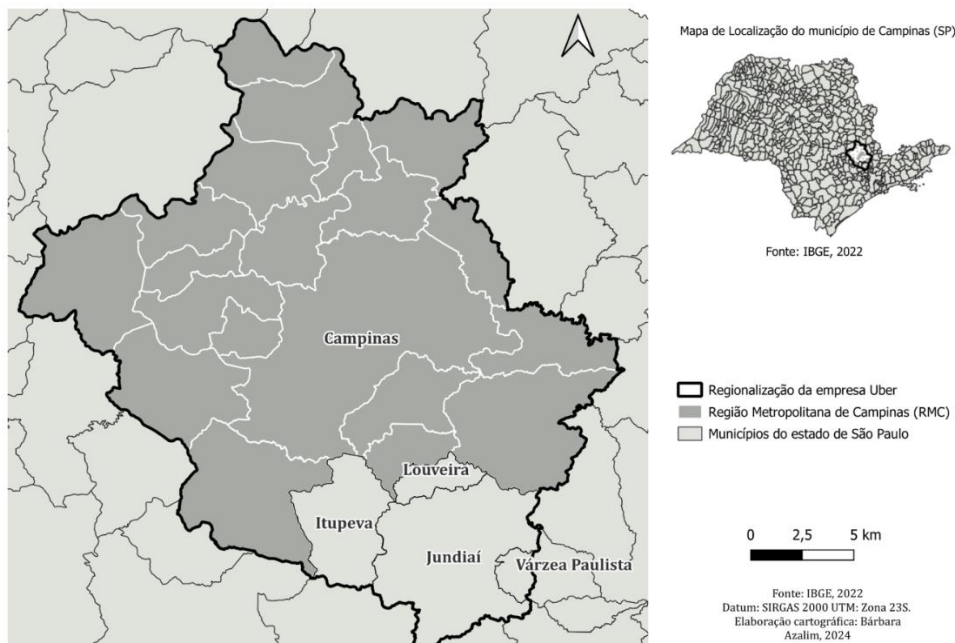 Mapa de Localização do município de Campinas (SP)
Fonte: IBGE, 2022
Campinas
Louveira
Itupeva
Jundiaí
Várzea Paulista
Regionalização da empresa Uber
Região Metropolitana de Campinas (RMC)
Municípios do estado de São Paulo
0 2,5 5 km
Fonte: IBGE, 2022
Datum: SIRGAS 2000 UTM: Zona 23S.
Elaboração cartográfica: Bárbara
Azalim, 2024